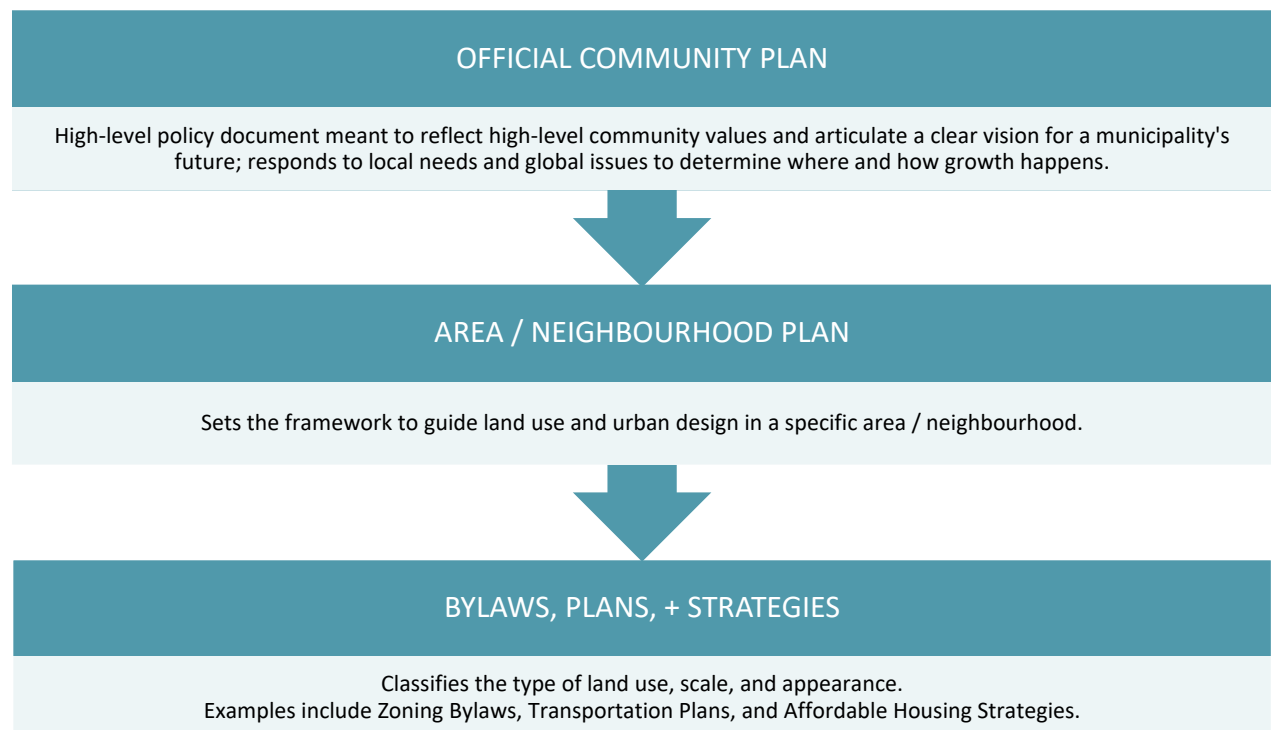 OFFICIAL COMMUNITY PLAN
High-level policy document meant to reflect high-level community values and articulate a clear vision for a municipality's
future; responds to local needs and global issues to determine where and how growth happens.
AREA / NEIGHBOURHOOD PLAN
Sets the framework to guide land use and urban design in a specific area / neighbourhood.
BYLAWS, PLANS, + STRATEGIES
Classifies the type of land use, scale, and appearance.
Examples include Zoning Bylaws, Transportation Plans, and Affordable Housing Strategies.